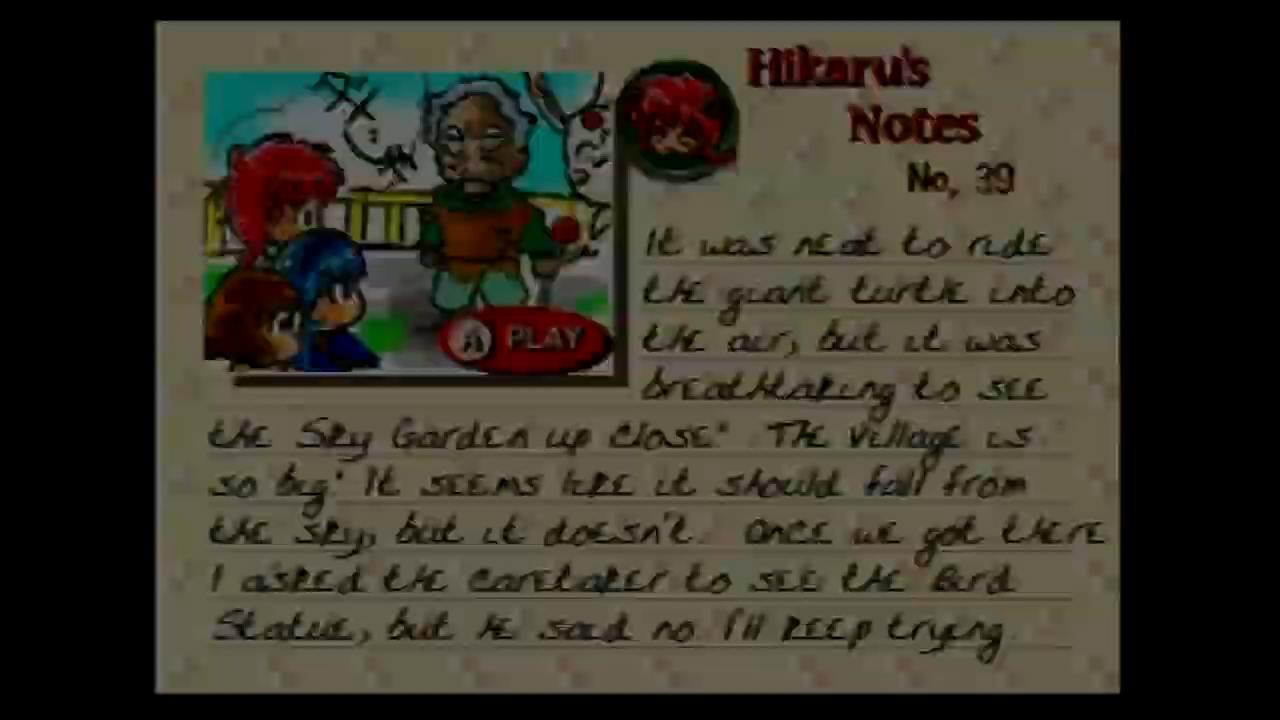 Hikaru's
Notes
No, 39
It was neat to ride
the giant turtle into
the air, but it was
breathtaking to see
A PLAY
the Sky Garden up close! The village is
so big! It seems like it should fall from
the sky, but it doesn't. Once we got there
I asked the caretaker to see the Bird
Statue, but he said no. I'll keep trying.